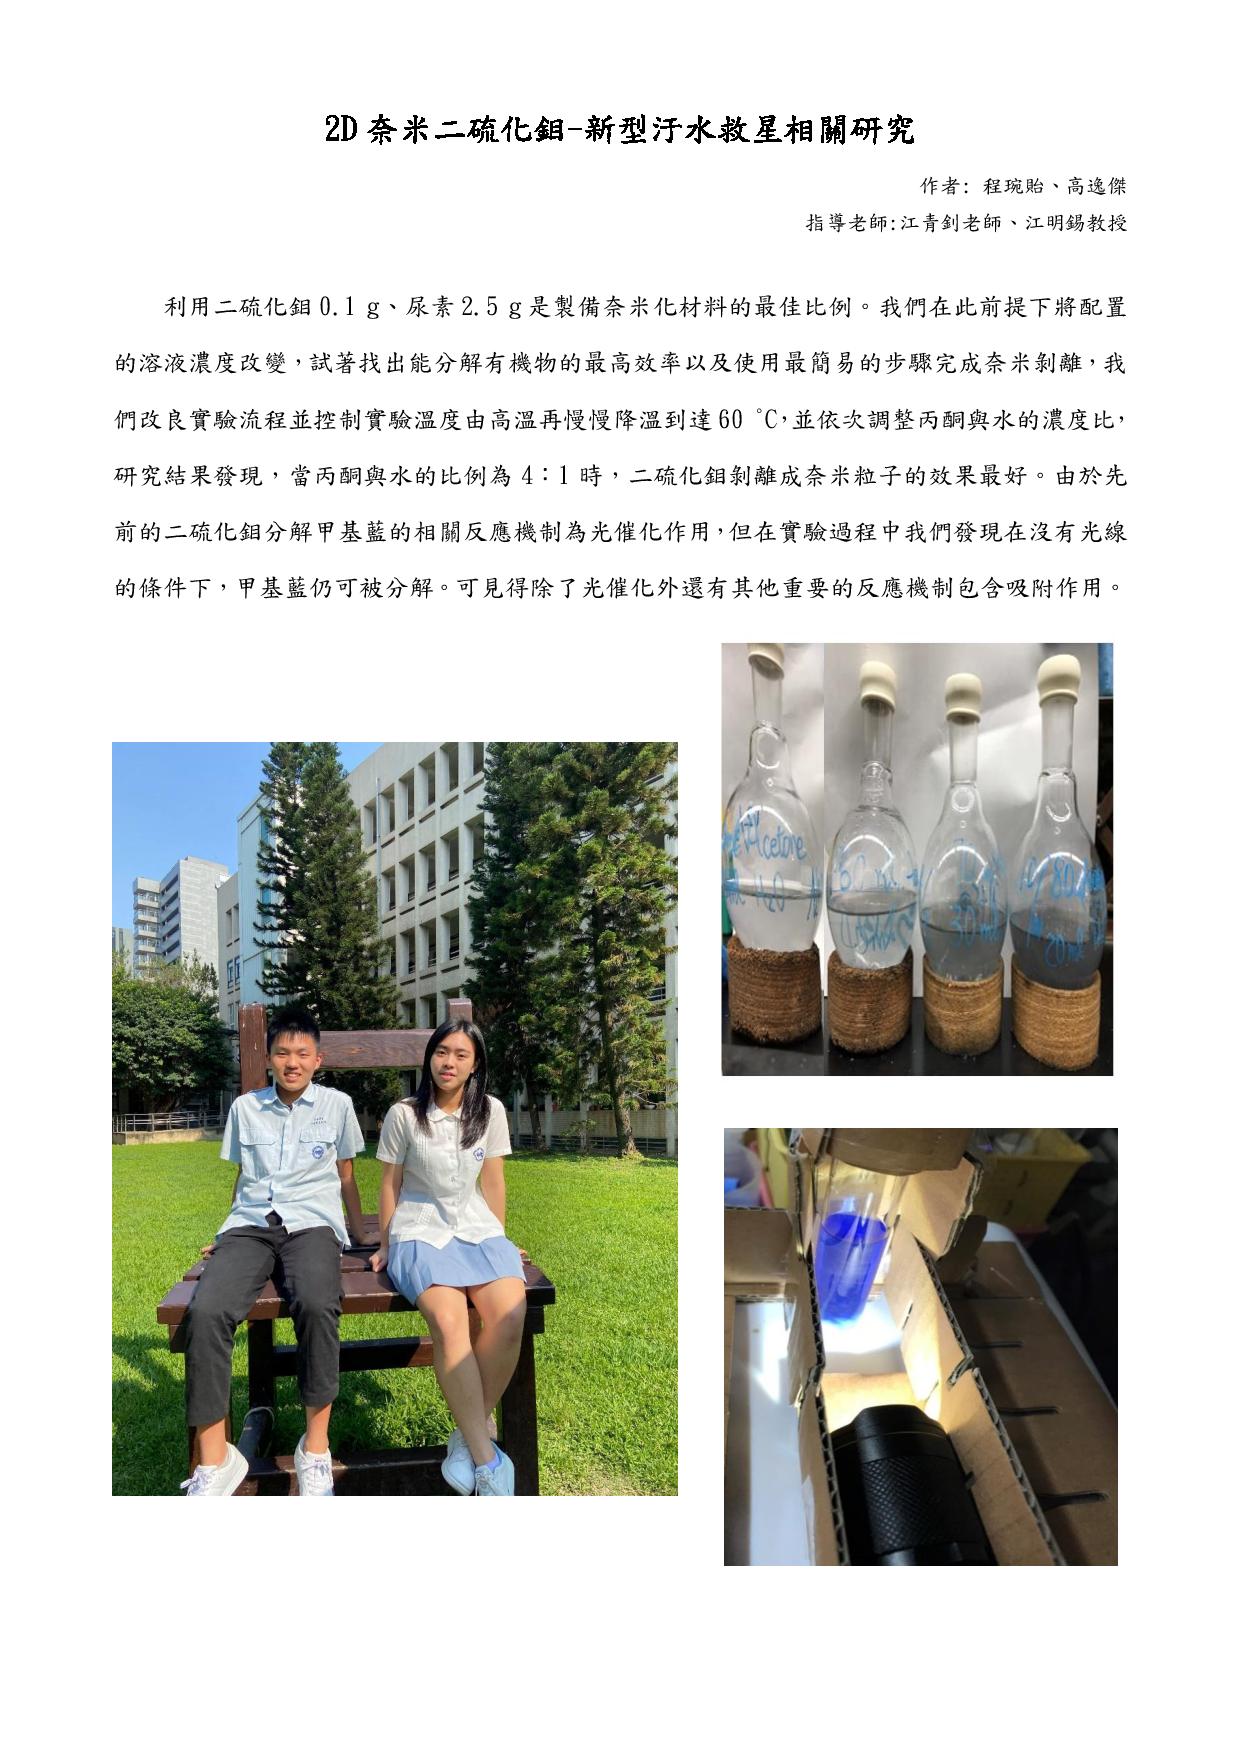 2D 奈米二硫化鉬-新型汙水救星相關研究
作者: 程琬貽、高逸傑
指導老師:江青釗老師、江明錫教授
利用二硫化鉬 0.1 g、尿素 2.5 g 是製備奈米化材料的最佳比例。我們在此前提下將配置
的溶液濃度改變，試著找出能分解有機物的最高效率以及使用最簡易的步驟完成奈米剝離，我
們改良實驗流程並控制實驗溫度由高溫再慢慢降溫到達 60 °C，並依次調整丙酮與水的濃度比，
研究結果發現，當丙酮與水的比例為 4：1 時，二硫化鉬剝離成奈米粒子的效果最好。由於先
前的二硫化鉬分解甲基藍的相關反應機制為光催化作用，但在實驗過程中我們發現在沒有光線
的條件下，甲基藍仍可被分解。可見得除了光催化外還有其他重要的反應機制包含吸附作用。
Acetone
H2O
60
70
30
80
20